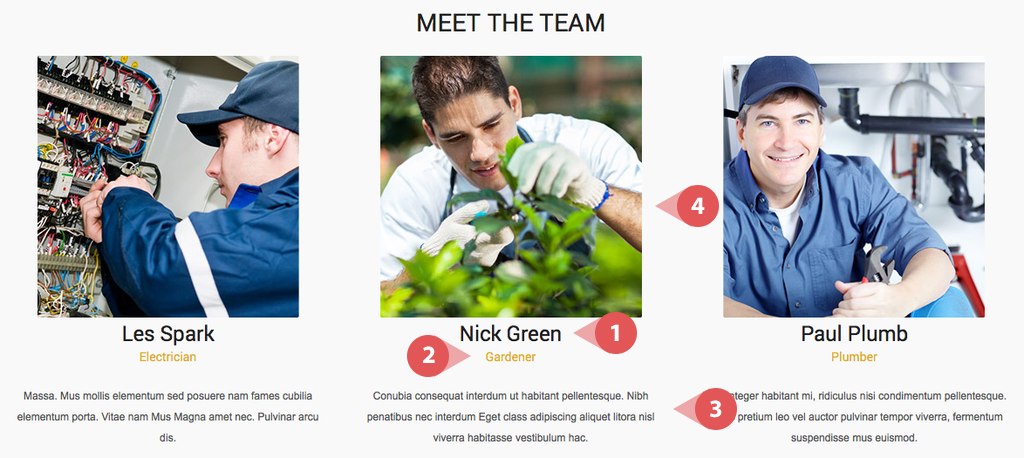 MEET THE TEAM
4
Les Spark
Nick Green
1
Paul Plumb
Electrician
2
Gardener
Plumber
Massa. Mus mollis elementum sed posuere nam fames cubilia
elementum porta. Vitae nam Mus Magna amet nec. Pulvinar arcu
dis.
Conubia consequat interdum ut habitant pellentesque. Nibh
penatibus nec interdum Eget class adipiscing aliquet litora nisl
viverra habitasse vestibulum hac.
3
habitant mi, ridiculus nisi condimentum pellentesque.
pretium leo vel auctor pulvinar tempor viverra, fermentum
suspendisse mus euismod.